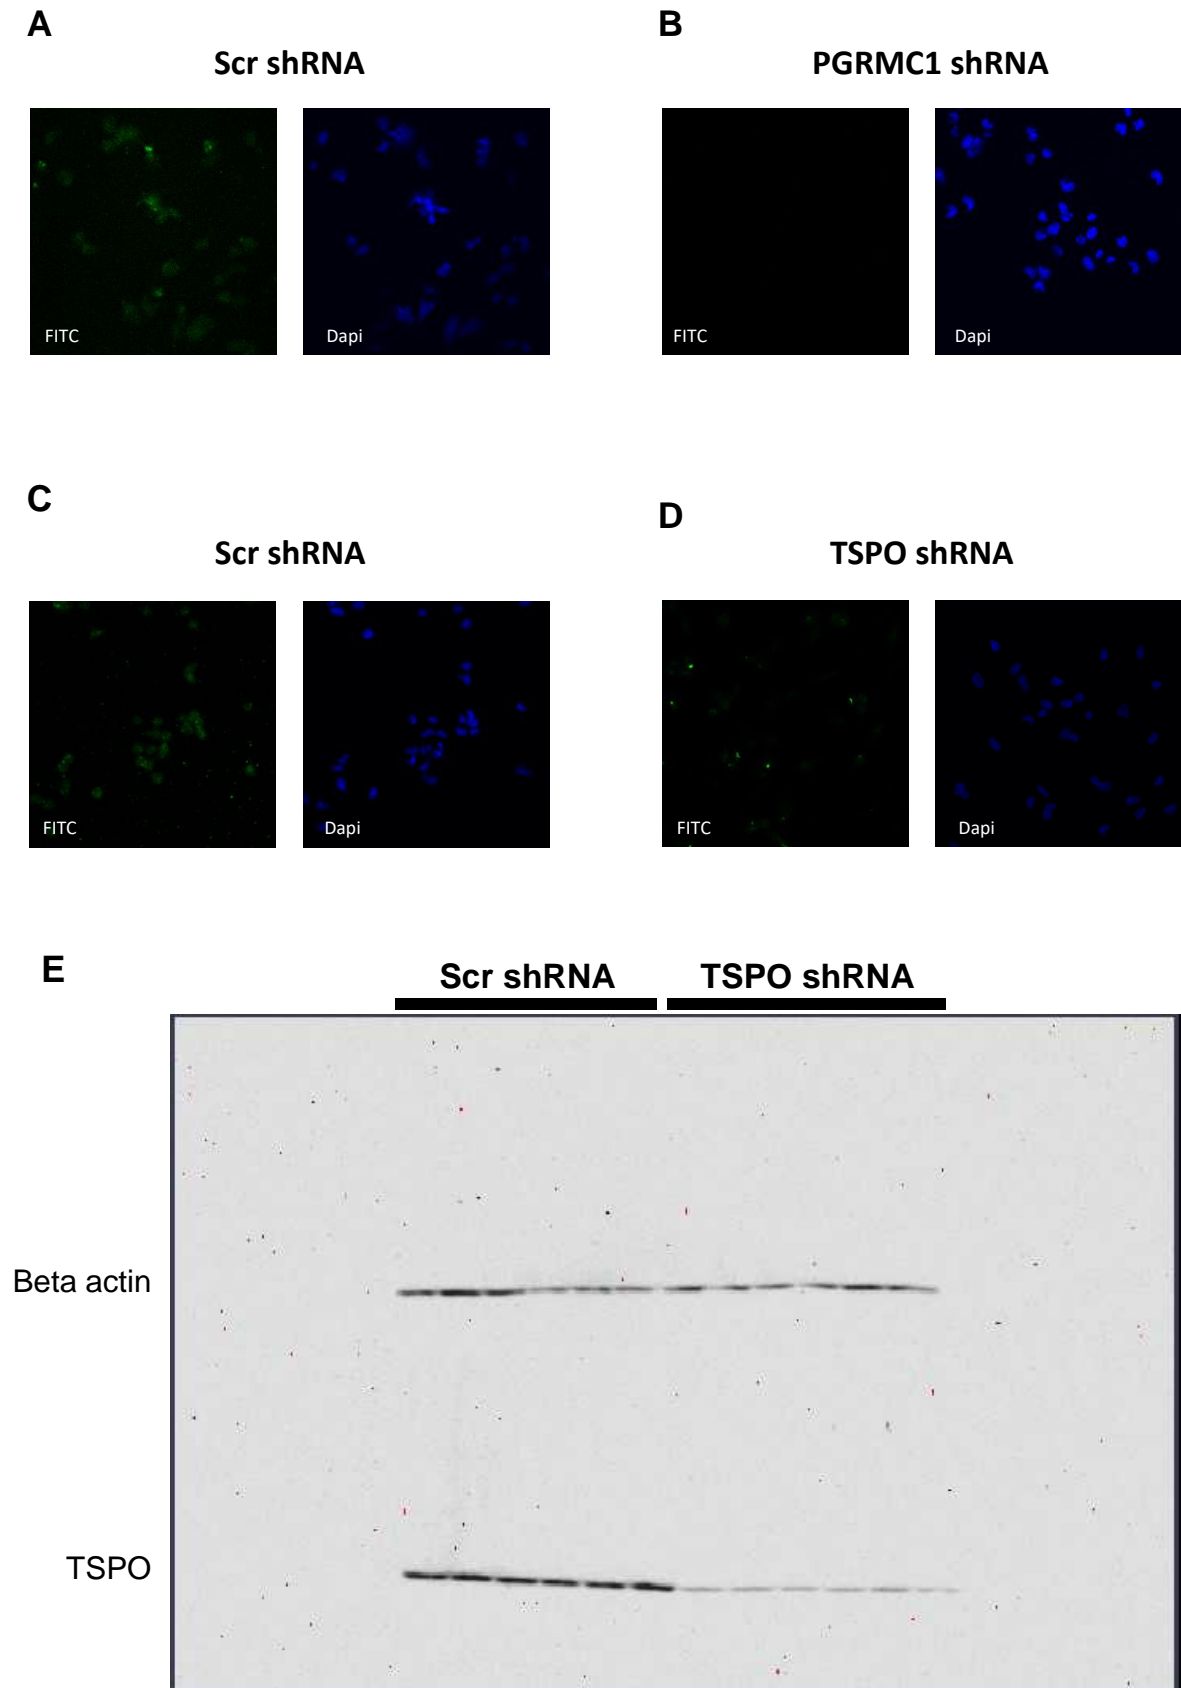 A
B
Scr shRNA
PGRMC1 shRNA
FITC
Dapi
FITC
Dapi
C
D
Scr shRNA
TSPO shRNA
FITC
Dapi
FITC
Dapi
E
Scr shRNA
TSPO shRNA
Beta actin
TSPO